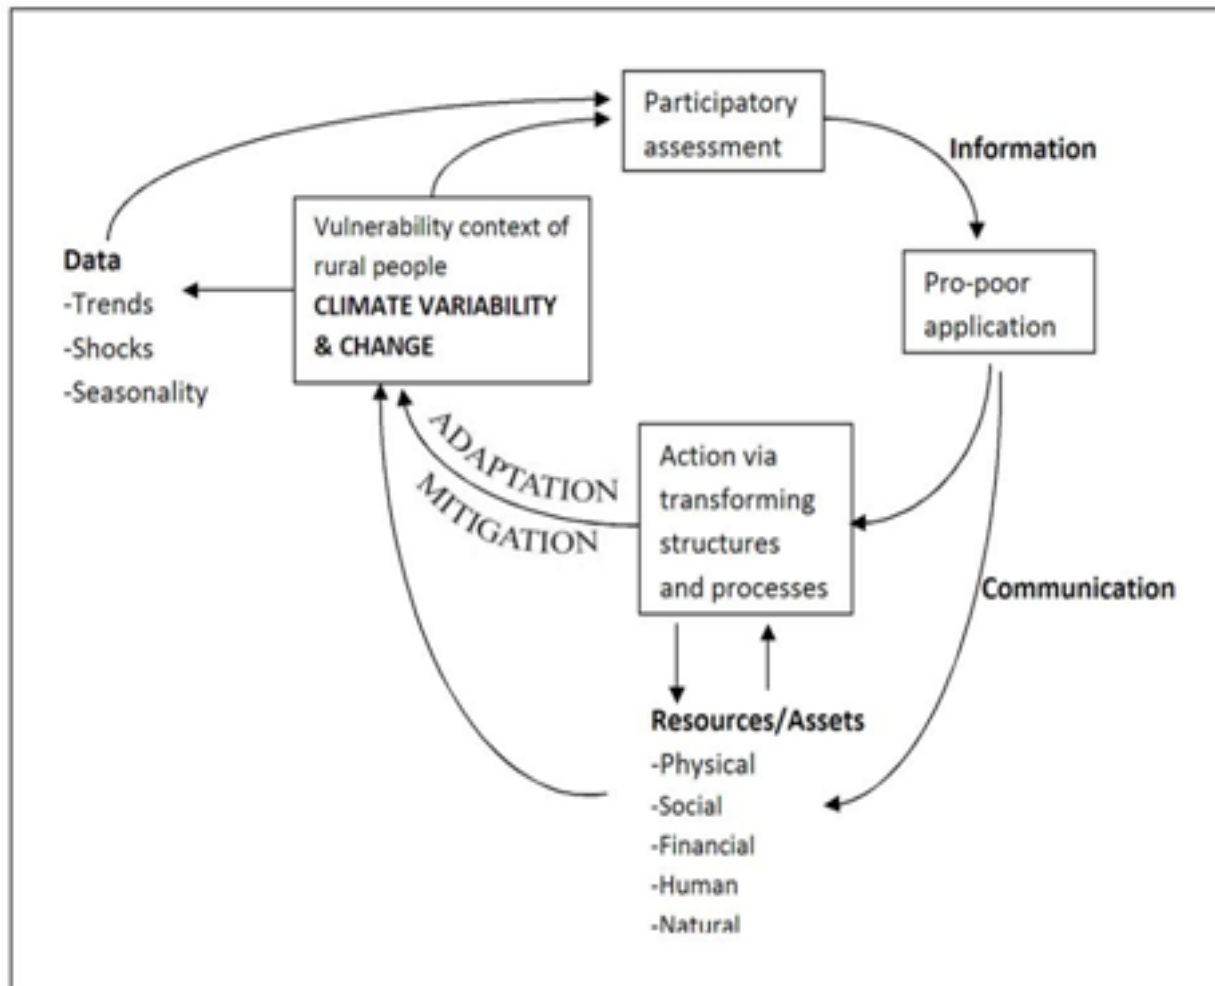 Participatory
assessment
Information
Vulnerability context of
rural people
CLIMATE VARIABILITY
& CHANGE
Data
-Trends
-Shocks
-Seasonality
Pro-poor
application
ADAPTATION
MITIGATION
Action via
transforming
structures
and processes
Communication
Resources/Assets
-Physical
-Social
-Financial
-Human
-Natural